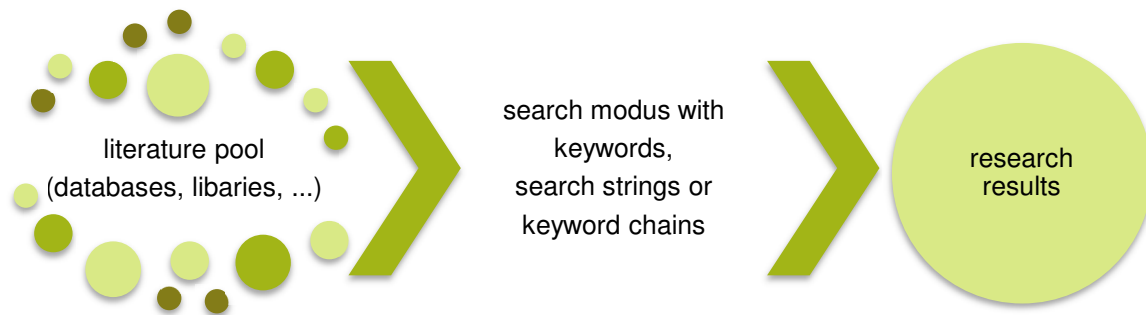 literature pool
(databases, libaries, ...)
search modus with
keywords,
search strings or
keyword chains
research
results